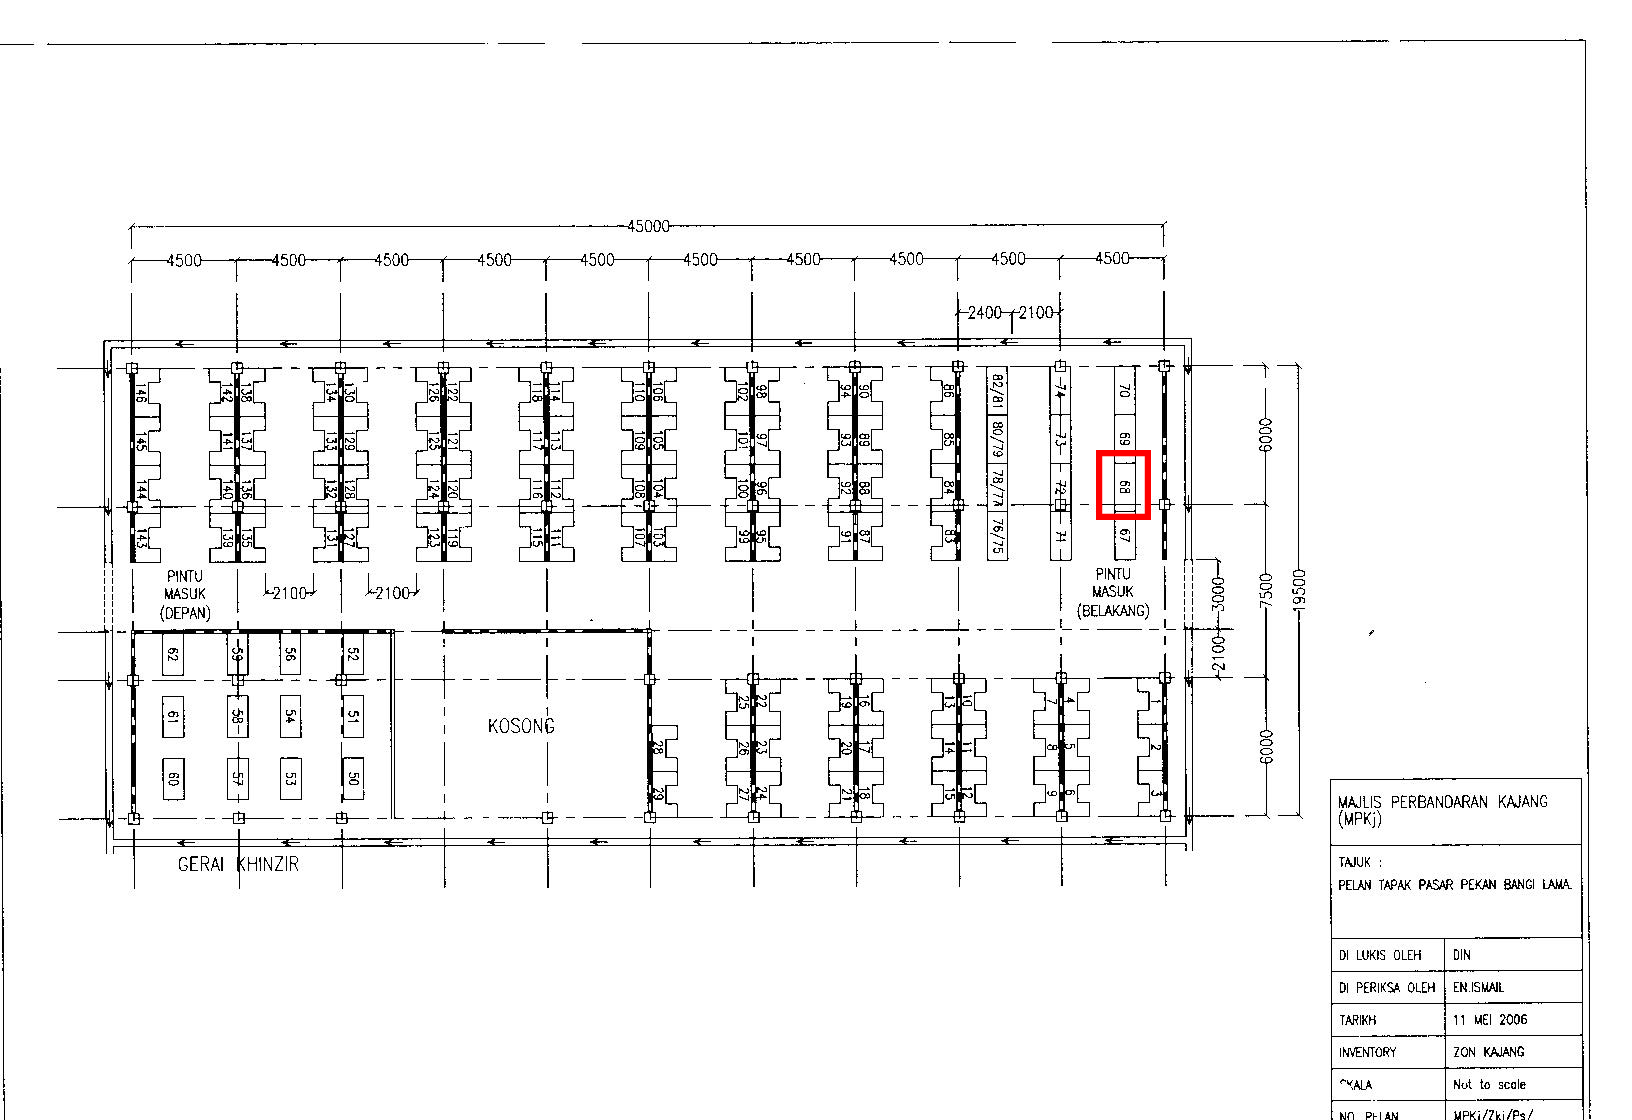 45000
4500 4500 4500 4500 4500 4500 4500 4500 4500 4500
2400 2100
146 142 138 134 130 126 122 118 114 110 106 102 98 94 90 86 82/81 74 70
145 141 137 133 129 125 121 117 113 109 105 101 97 93 89 85 80/79 73 69
144 140 136 132 128 124 120 116 112 108 104 100 96 92 88 84 78/77 72 68
143 139 135 131 127 123 119 115 111 107 103 99 95 91 87 83 76/75 71 67
6000
7500
19500
3000
2100
6000
PINTU
MASUK
(DEPAN)
2100 2100
PINTU
MASUK
(BELAKANG)
62 59 56 52
61 58 54 51
60 57 53 50
KOSONG
25 22 19 16 13 10 7 4 1
28 26 23 20 17 14 11 8 5 2
29 27 24 21 18 15 12 9 6 3
GERAI KHINZIR
MAJLIS PERBANDARAN KAJANG
(MPKj)
TAJUK :
PELAN TAPAK PASAR PEKAN BANGI LAMA.
DI LUKIS OLEH DIN
DI PERIKSA OLEH EN.ISMAIL
TARIKH 11 MEI 2006
INVENTORY ZON KAJANG
SKALA Not to scale
NO. PELAN MPKj/Zkj/Ps/